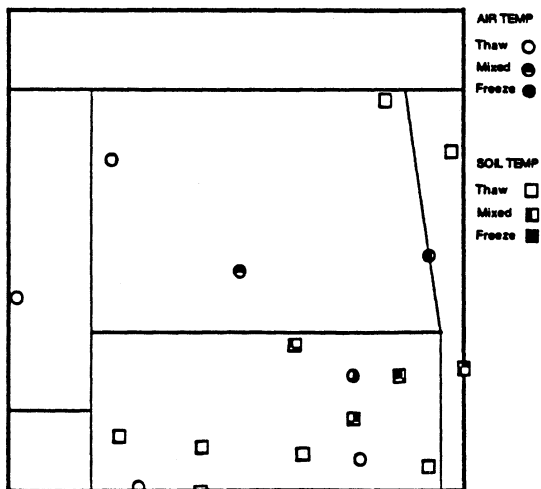 AIR TEMP
Thaw
Mixed
Freeze
SOIL TEMP
Thaw
Mixed
Freeze